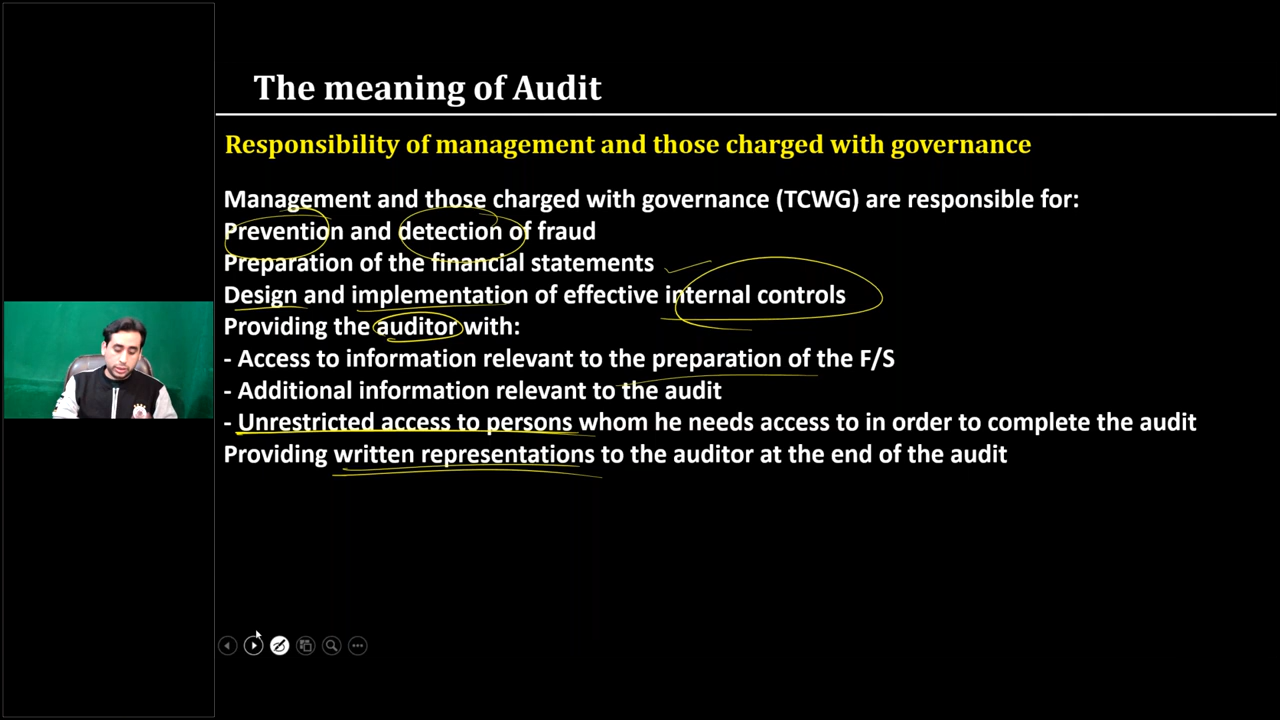 The meaning of Audit
Responsibility of management and those charged with governance
Management and those charged with governance (TCWG) are responsible for:
Prevention and detection of fraud
Preparation of the financial statements
Design and implementation of effective internal controls
Providing the auditor with:
- Access to information relevant to the preparation of the F/S
- Additional information relevant to the audit
- Unrestricted access to persons whom he needs access to in order to complete the audit
Providing written representations to the auditor at the end of the audit